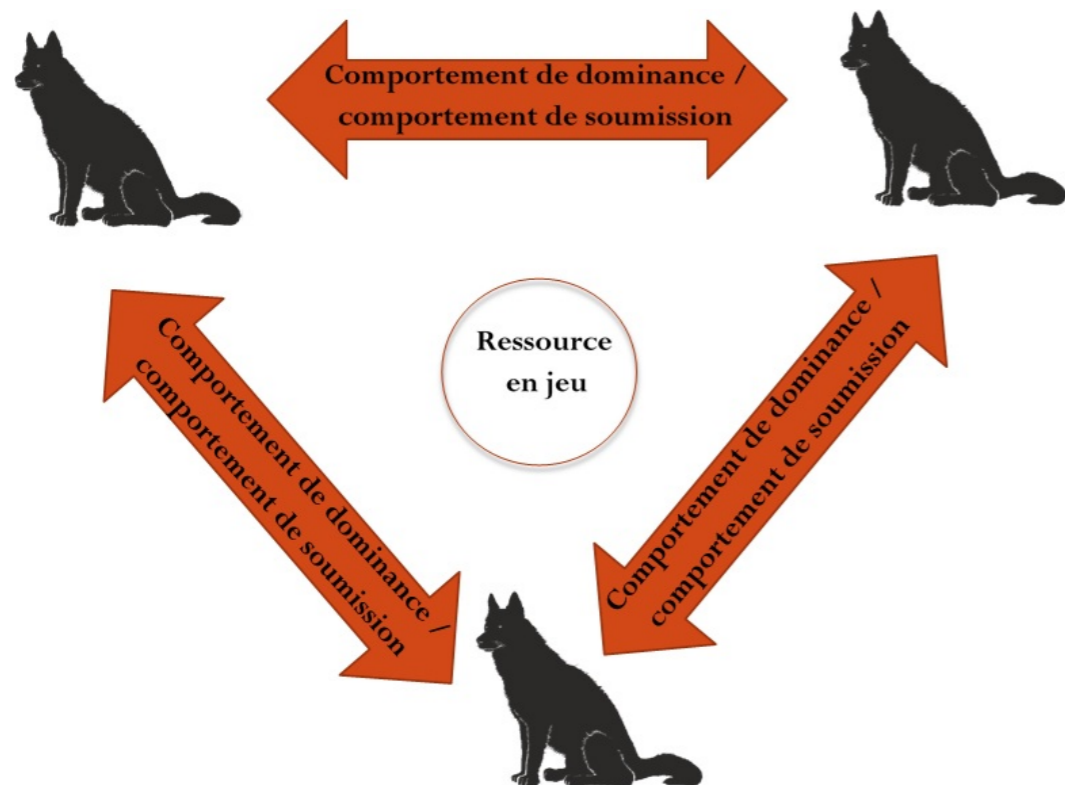 Comportement de dominance /
comportement de soumission
Ressource
en jeu
Comportement de dominance /
comportement de soumission
Comportement de dominance /
comportement de soumission